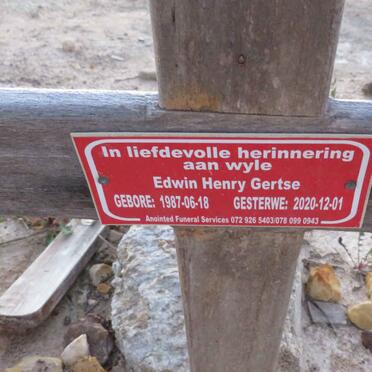 In liefdevolle herinnering
aan wyle
Edwin Henry Gertse
GEBORE: 1987-06-18 GESTERWE: 2020-12-01
Anointed Funeral Services 072 926 5403/078 099 0943